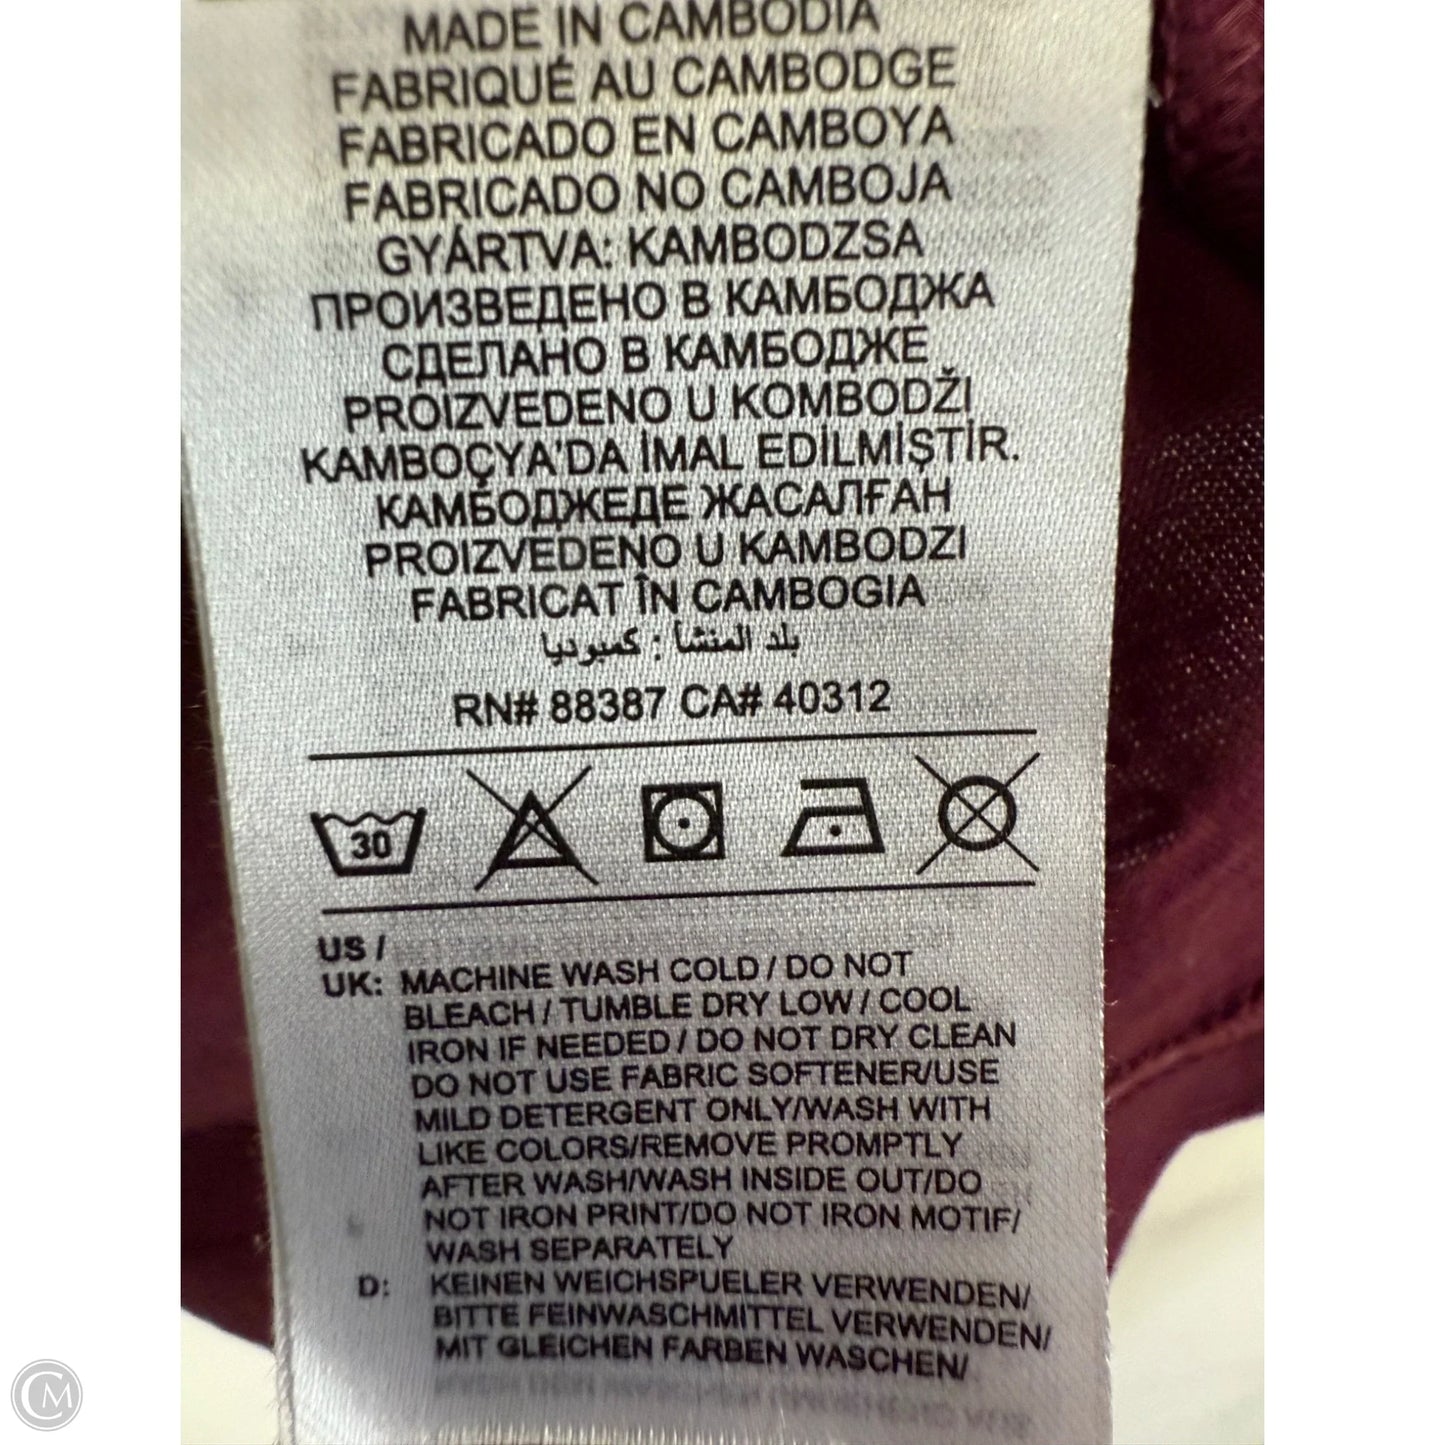 MADE IN CAMBODIA
FABRIQUÉ AU CAMBODGE
FABRICADO EN CAMBOYA
FABRICADO NO CAMBOJA
GYÁRTVA: KAMBODZSA
ПРОИЗВЕДЕНО В КАМБОДЖА
СДЕЛАНО В КАМБОДЖЕ
PROIZVEDENO U KOMBODŽI
KAMBOÇYA'DA İMAL EDİLMİŞTİR.
КАМБОДЖЕДЕ ЖАСАЛҒАН
PROIZVEDENO U KAMBODZI
FABRICAT ÎN CAMBOGIA
بلد المنشأ : كمبوديا
RN# 88387 CA# 40312
30
US /
UK: MACHINE WASH COLD / DO NOT
BLEACH / TUMBLE DRY LOW / COOL
IRON IF NEEDED / DO NOT DRY CLEAN
DO NOT USE FABRIC SOFTENER/USE
MILD DETERGENT ONLY/WASH WITH
LIKE COLORS/REMOVE PROMPTLY
AFTER WASH/WASH INSIDE OUT/DO
NOT IRON PRINT/DO NOT IRON MOTIF/
WASH SEPARATELY
D: KEINEN WEICHSPUELER VERWENDEN/
BITTE FEINWASCHMITTEL VERWENDEN/
MIT GLEICHEN FARBEN WASCHEN/
CM